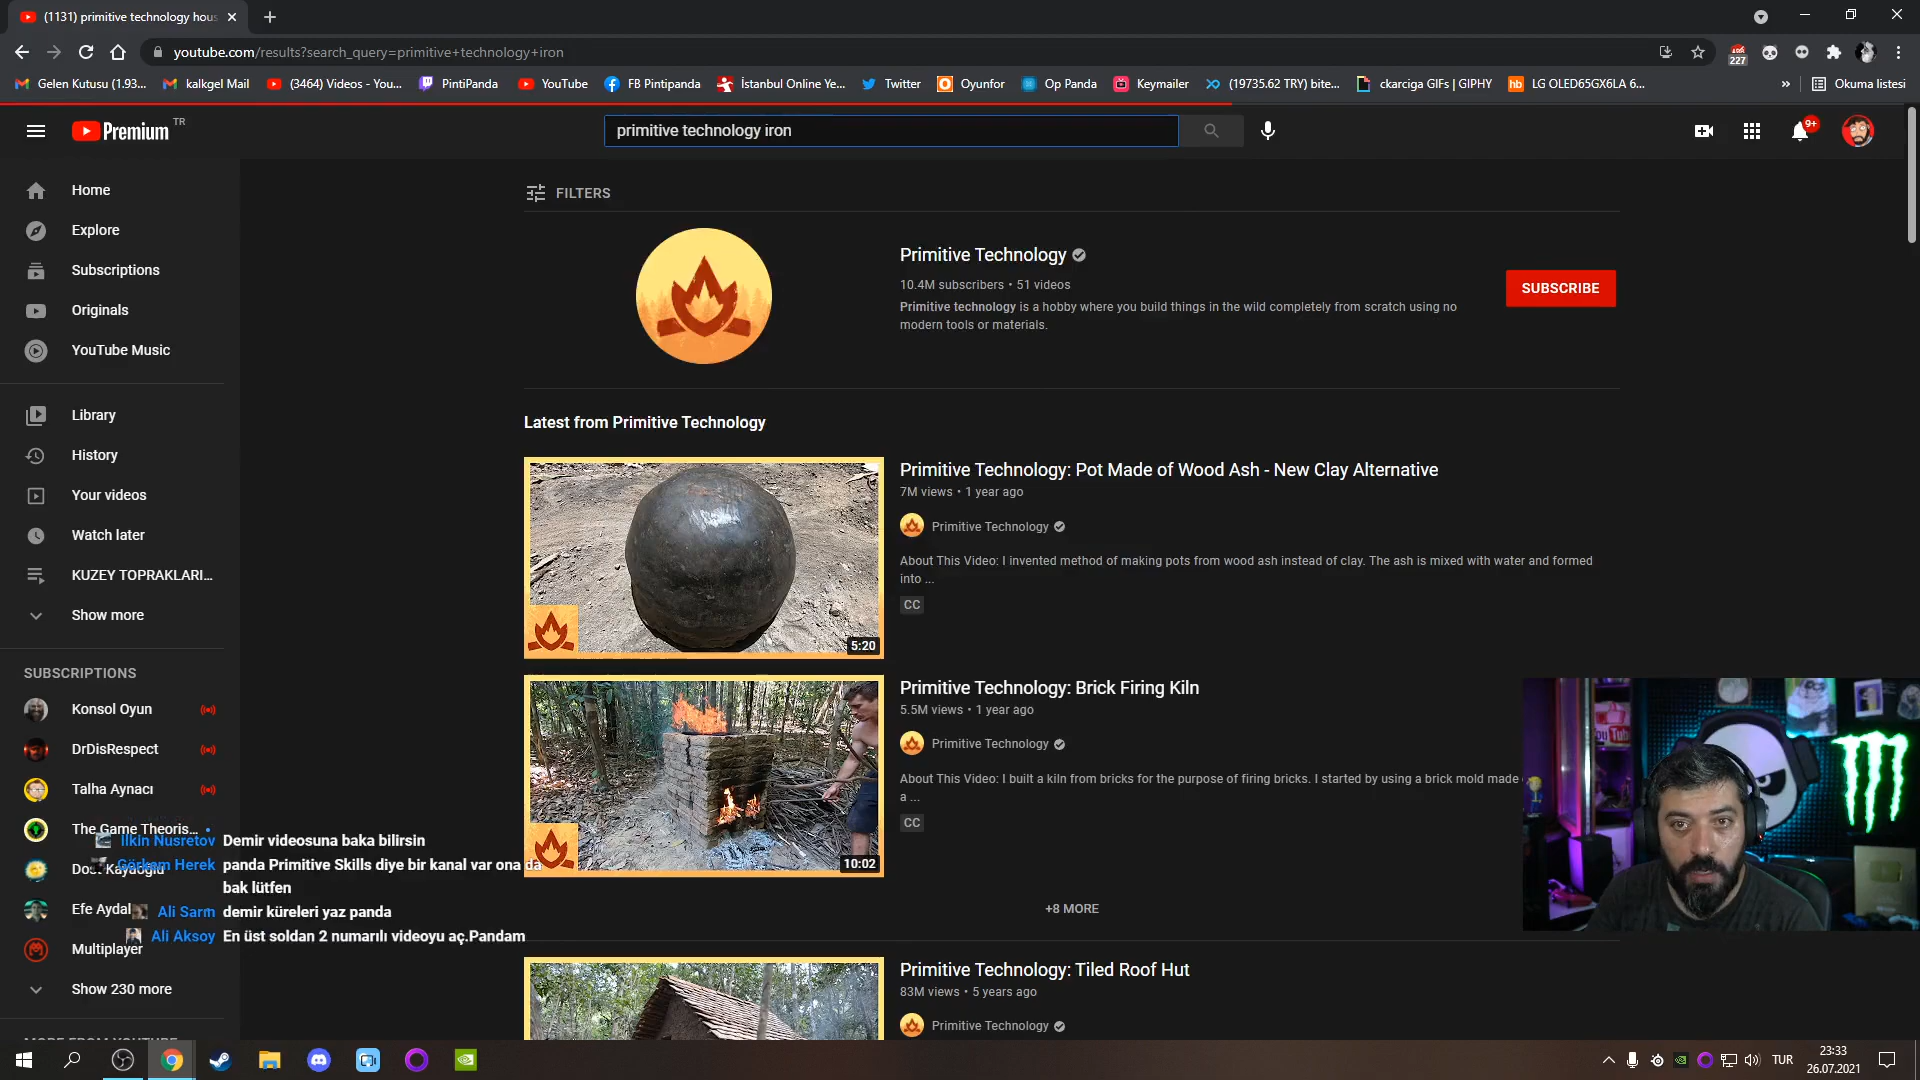 (1131) primitive technology hous
youtube.com/results?search_query=primitive+technology+iron
227
Gelen Kutusu (1.93...
kalkgel Mail
(3464) Videos - You...
PintiPanda
YouTube
FB Pintipanda
İstanbul Online Ye...
Twitter
Oyunfor
Op Panda
Keymailer
(19735.62 TRY) bite...
ckarciga GIFs | GIPHY
hb
LG OLED65GX6LA 6...
»
Okuma listesi
Premium TR
primitive technology iron
9+
Home
Explore
Subscriptions
Originals
YouTube Music
Library
History
Your videos
Watch later
KUZEY TOPRAKLARI...
Show more
SUBSCRIPTIONS
Konsol Oyun
DrDisRespect
Talha Aynacı
The Game Theoris...
Efe Aydal
Multiplayer
Show 230 more
FILTERS
Primitive Technology
10.4M subscribers • 51 videos
Primitive technology is a hobby where you build things in the wild completely from scratch using no
modern tools or materials.
SUBSCRIBE
Latest from Primitive Technology
5:20
Primitive Technology: Pot Made of Wood Ash - New Clay Alternative
7M views • 1 year ago
Primitive Technology
About This Video: I invented method of making pots from wood ash instead of clay. The ash is mixed with water and formed
into ...
CC
10:02
Primitive Technology: Brick Firing Kiln
5.5M views • 1 year ago
Primitive Technology
About This Video: I built a kiln from bricks for the purpose of firing bricks. I started by using a brick mold made
a ...
CC
+8 MORE
Primitive Technology: Tiled Roof Hut
83M views • 5 years ago
Primitive Technology
Ilkin Nusretov Demir videosuna baka bilirsin
Görkem Herek panda Primitive Skills diye bir kanal var ona da
bak lütfen
Ali Sarın demir küreleri yaz panda
Ali Aksoy En üst soldan 2 numarılı videoyu aç.Pandam
TUR
23:33
26.07.2021